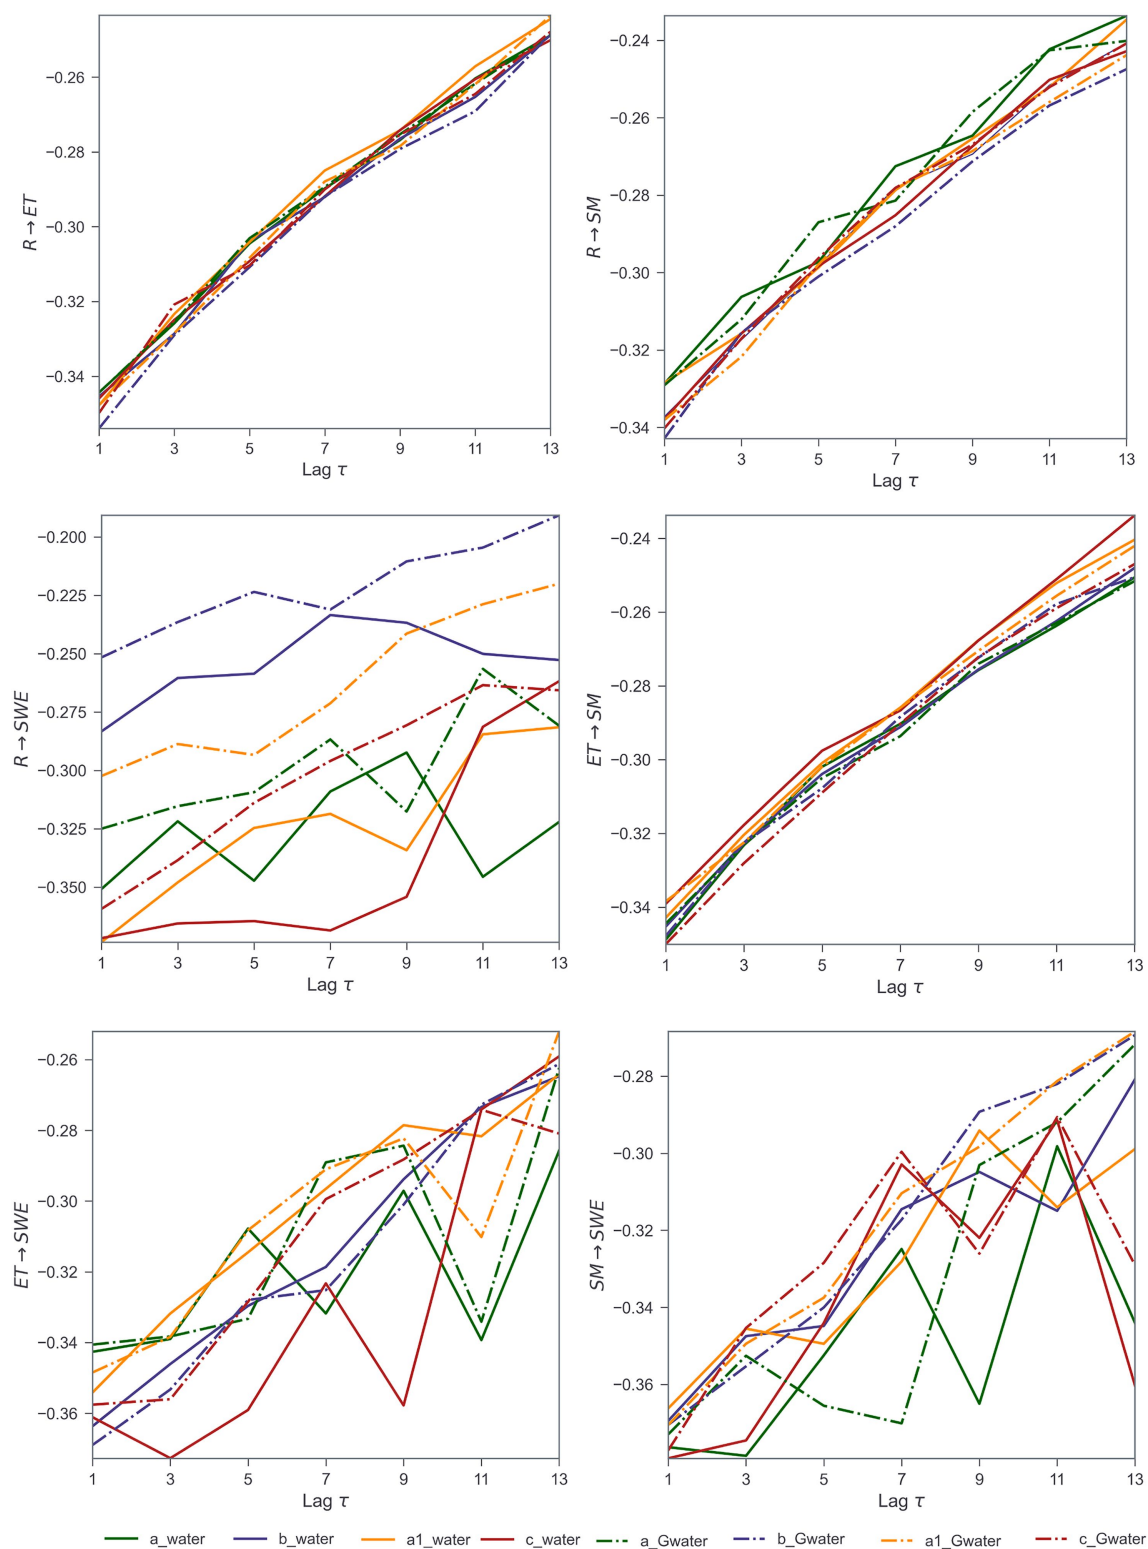 R → ET
−0.26
−0.28
−0.30
−0.32
−0.34
1 3 5 7 9 11 13
Lag τ
R → SM
−0.24
−0.26
−0.28
−0.30
−0.32
−0.34
1 3 5 7 9 11 13
Lag τ
R → SWE
−0.200
−0.225
−0.250
−0.275
−0.300
−0.325
−0.350
1 3 5 7 9 11 13
Lag τ
ET → SM
−0.24
−0.26
−0.28
−0.30
−0.32
−0.34
1 3 5 7 9 11 13
Lag τ
ET → SWE
−0.26
−0.28
−0.30
−0.32
−0.34
−0.36
1 3 5 7 9 11 13
Lag τ
SM → SWE
−0.28
−0.30
−0.32
−0.34
−0.36
1 3 5 7 9 11 13
Lag τ
a_water b_water a1_water c_water a_Gwater b_Gwater a1_Gwater c_Gwater